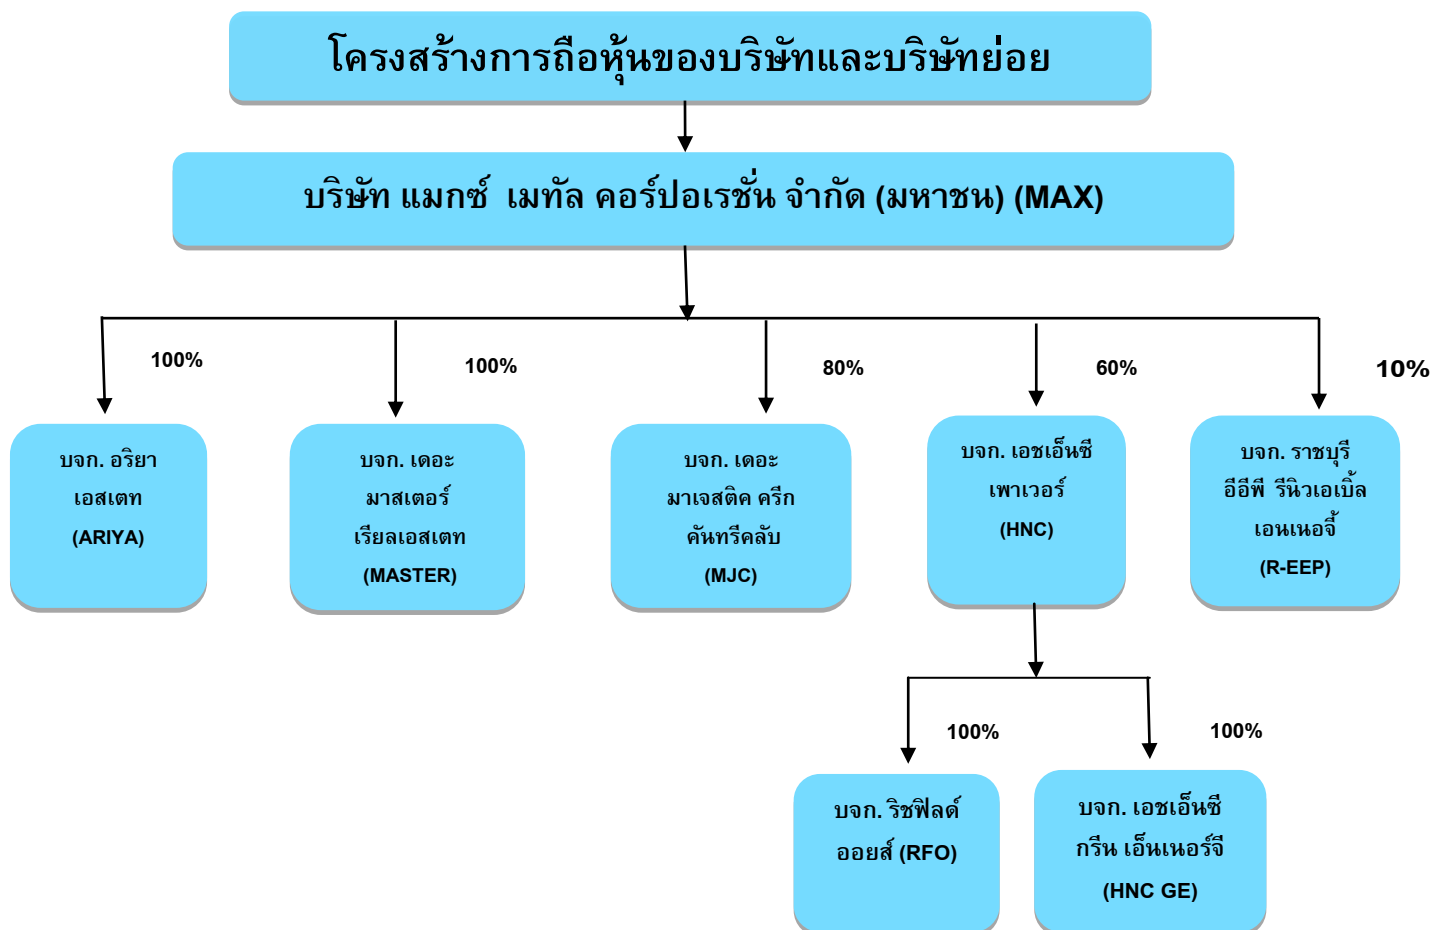 โครงสร้างการถือหุ้นของบริษัทและบริษัทย่อย
บริษัท แมกซ์ เมทัล คอร์ปอเรชั่น จำกัด (มหาชน) (MAX)
100%
100%
80%
60%
10%
บจก. อริยา
เอสเตท
(ARIYA)
บจก. เดอะ
มาสเตอร์
เรียลเอสเตท
(MASTER)
บจก. เดอะ
มาเจสติค ครีก
คันทรีคลับ
(MJC)
บจก. เอชเอ็นซี
เพาเวอร์
(HNC)
บจก. ราชบุรี
อีอีพี รีนิวเอเบิ้ล
เอนเนอจี้
(R-EEP)
100%
100%
บจก. ริชฟิลด์
ออยส์ (RFO)
บจก. เอชเอ็นซี
กรีน เอ็นเนอร์จี
(HNC GE)